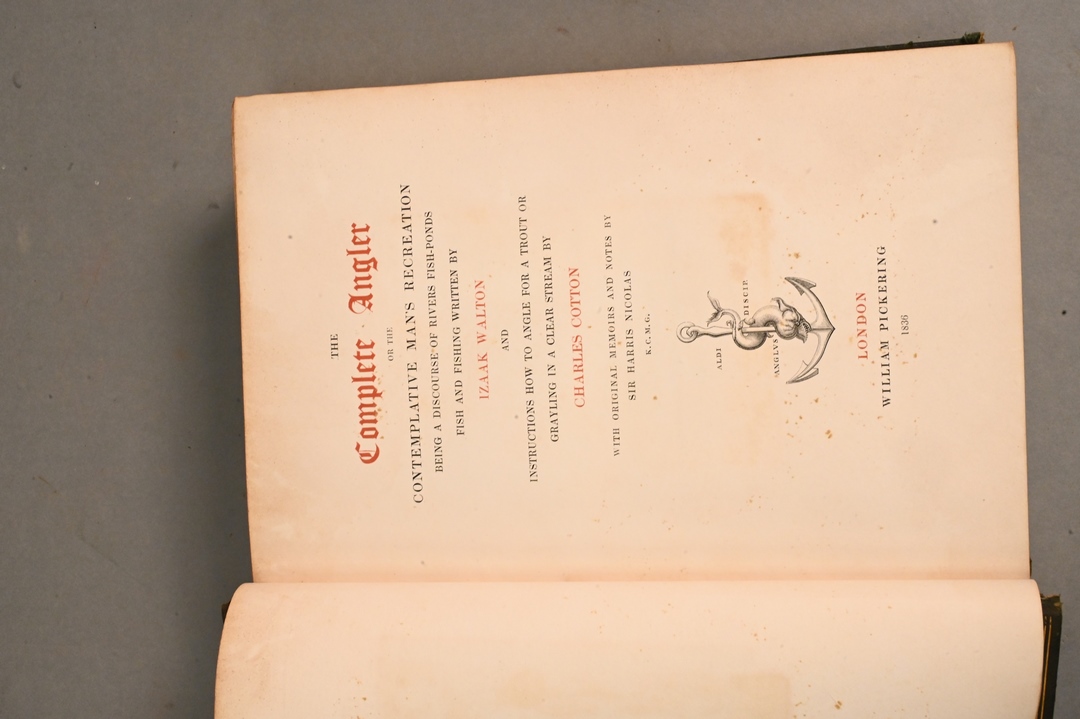 THE
Complete Angler
OR THE
CONTEMPLATIVE MAN'S RECREATION
BEING A DISCOURSE OF RIVERS FISH-PONDS
FISH AND FISHING WRITTEN BY
IZAAK WALTON
AND
INSTRUCTIONS HOW TO ANGLE FOR A TROUT OR
GRAYLING IN A CLEAR STREAM BY
CHARLES COTTON
WITH ORIGINAL MEMOIRS AND NOTES BY
SIR HARRIS NICOLAS
K.C.M.G.
ALDI DISCIP.
ANGLVS
LONDON
WILLIAM PICKERING
1836